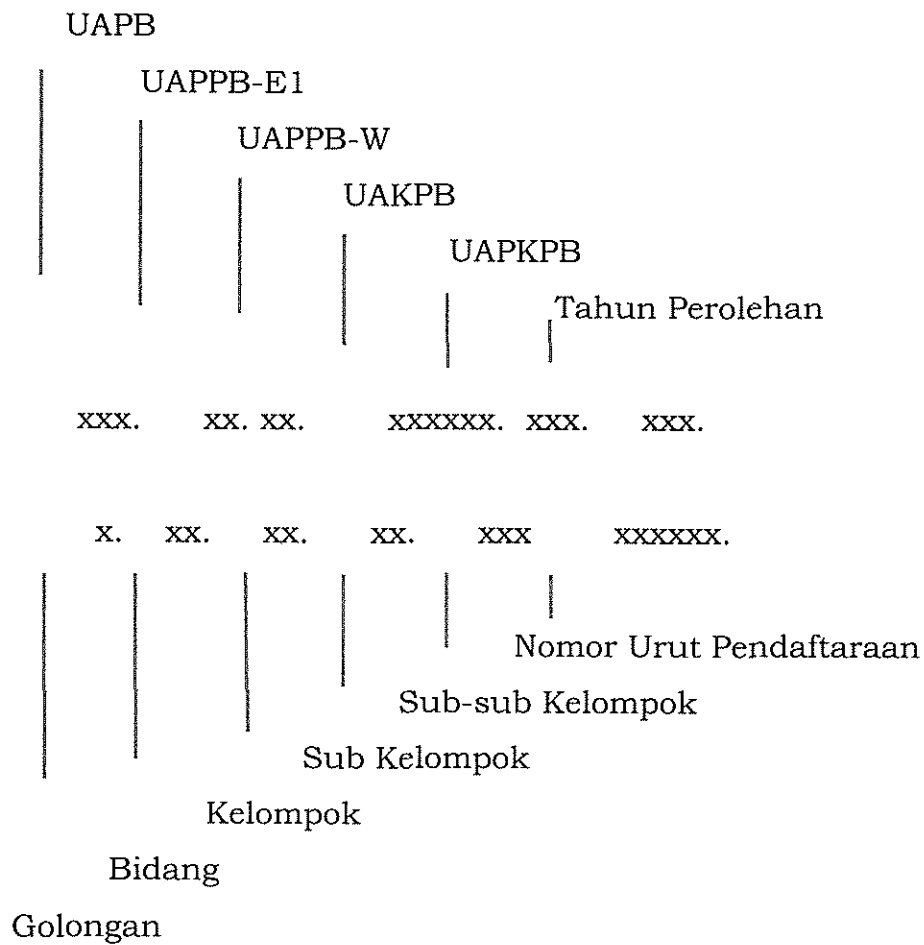 UAPB
UAPPB-E1
UAPPB-W
UAKPB
UAPKPB
Tahun Perolehan
xxx. xx. xx. xxxxxx. xxx. xxx.
x. xx. xx. xx. xxx xxxxxx.
Nomor Urut Pendaftaraan
Sub-sub Kelompok
Sub Kelompok
Kelompok
Bidang
Golongan